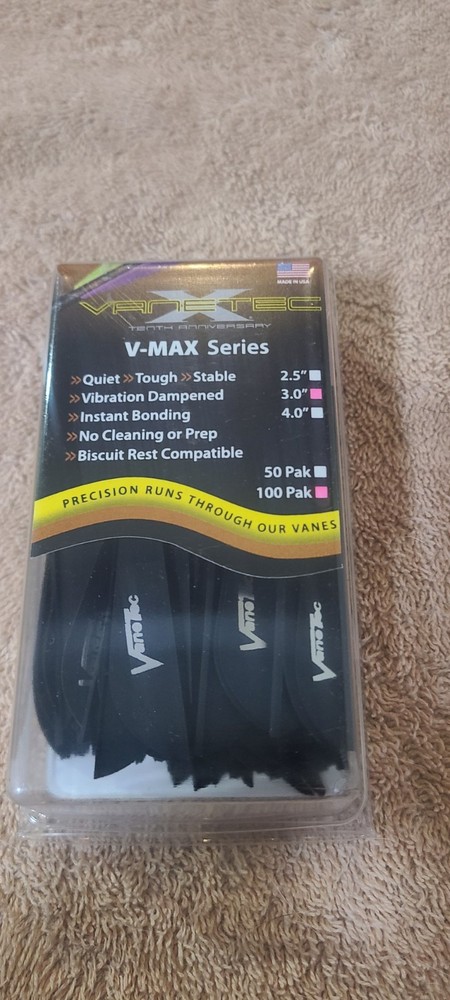 MADE IN USA
VANETEC
X
TENTH ANNIVERSARY
V-MAX Series
»Quiet »Tough »Stable 2.5"
»Vibration Dampened 3.0"
»Instant Bonding 4.0"
»No Cleaning or Prep
»Biscuit Rest Compatible
50 Pak
100 Pak
PRECISION RUNS THROUGH OUR VANES
VaneTec
VaneTec
VaneTec